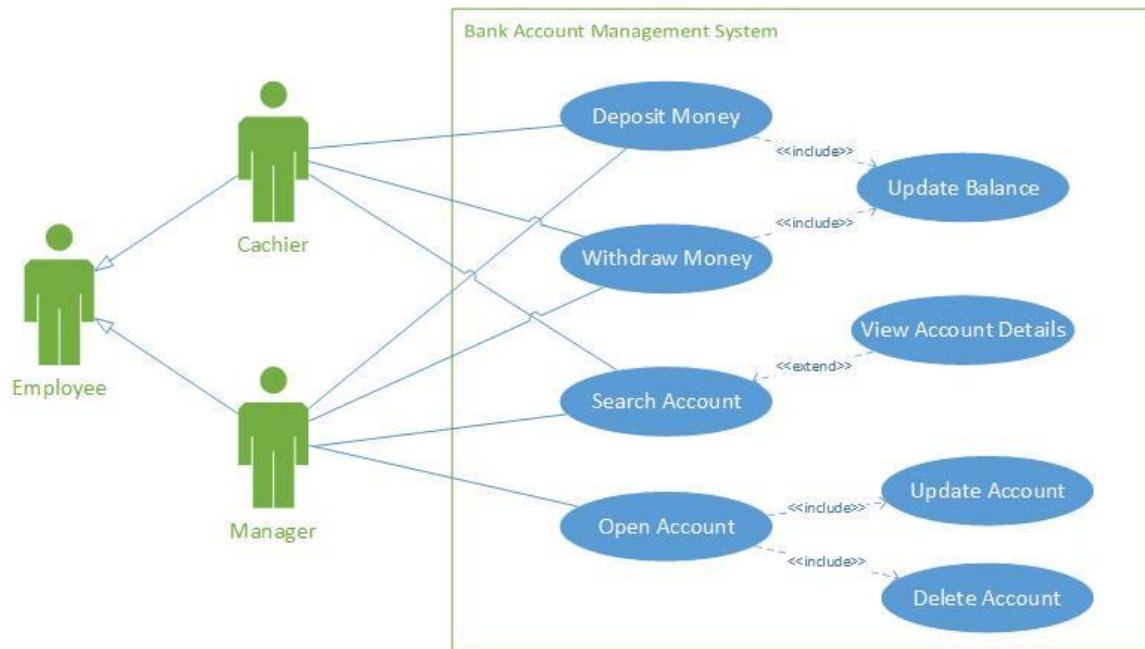 Bank Account Management System
Deposit Money
<<include>>
Update Balance
Cachier
<<include>>
Withdraw Money
View Account Details
<<extend>>
Employee
Search Account
Update Account
<<include>>
Manager
Open Account
<<include>>
Delete Account